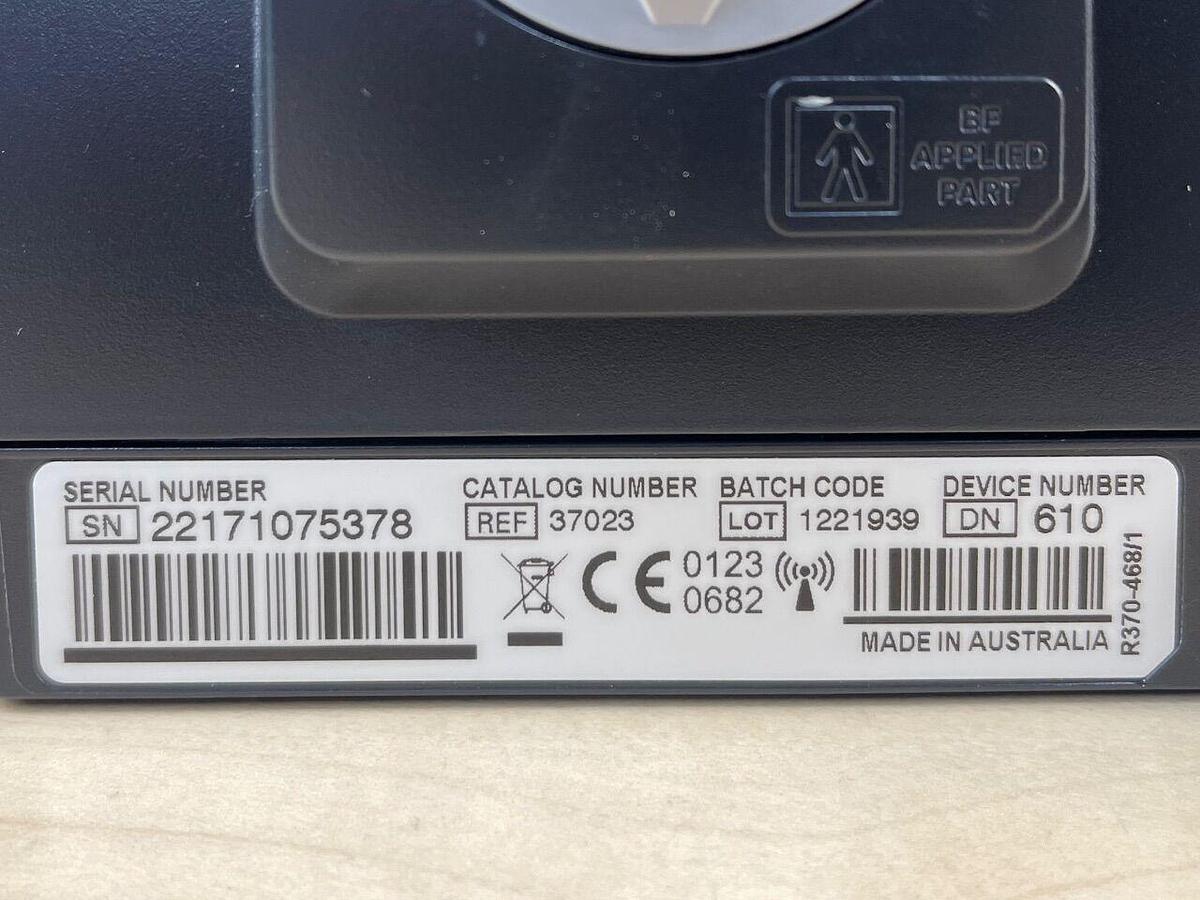 BF
APPLIED
PART
SERIAL NUMBER
SN 22171075378
CATALOG NUMBER
REF 37023
BATCH CODE
LOT 1221939
DEVICE NUMBER
DN 610
CE 0123
0682
MADE IN AUSTRALIA
R370-468/1